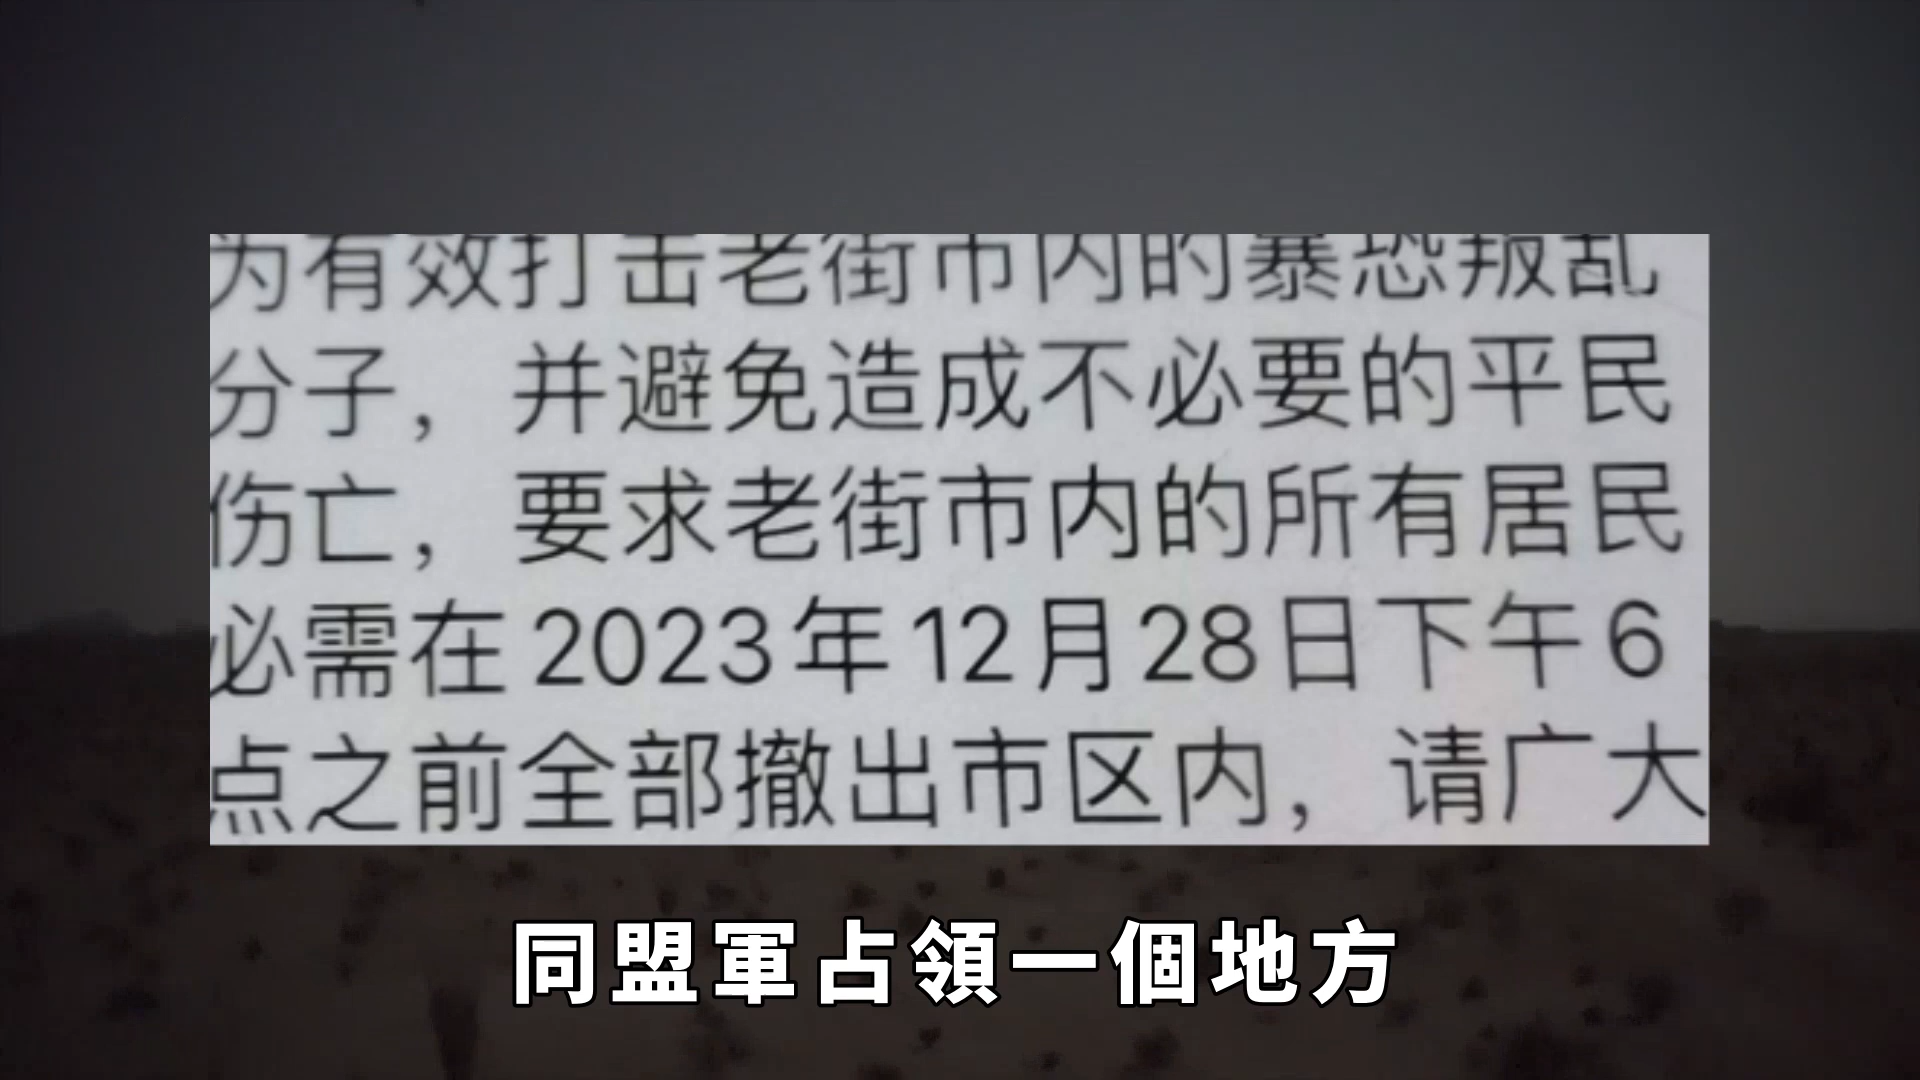 为有效打击老街市内的暴恐叛乱
分子，并避免造成不必要的平民
伤亡，要求老街市内的所有居民
必需在2023年12月28日下午6
点之前全部撤出市区内，请广大
同盟軍占領一個地方